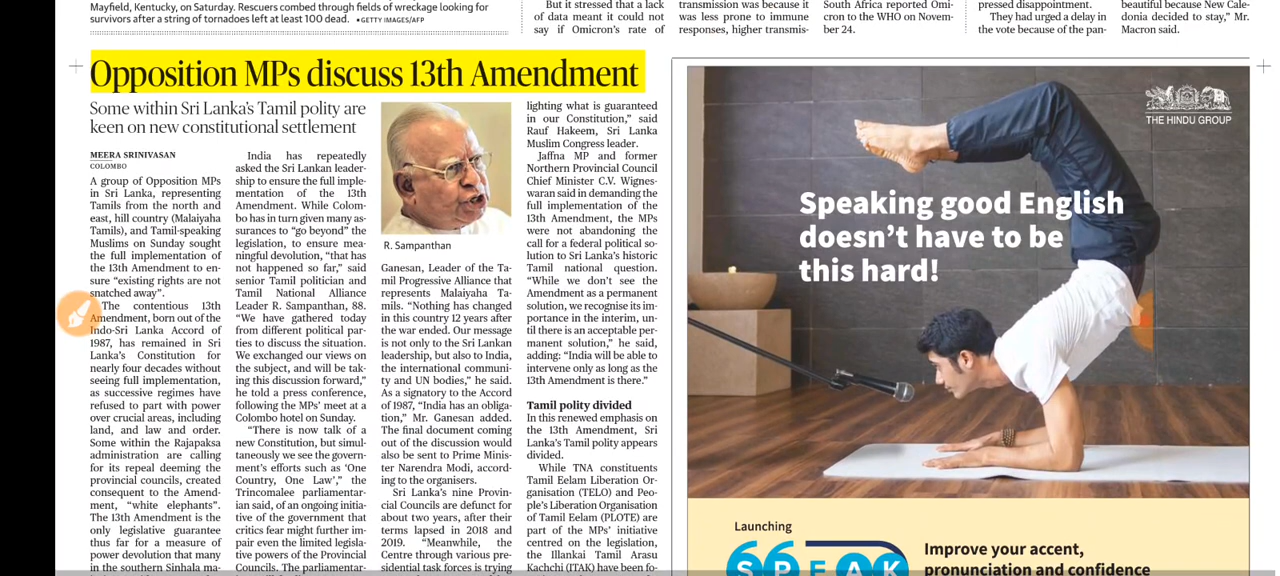 Mayfield, Kentucky, on Saturday. Rescuers combed through fields of wreckage looking for
survivors after a string of tornadoes left at least 100 dead. •GETTY IMAGES/AFP
But it stressed that a lack
of data meant it could not
say if Omicron's rate of
transmission was because it
was less prone to immune
responses, higher transmis-
South Africa reported Omi-
cron to the WHO on Novem-
ber 24.
pressed disappointment.
They had urged a delay in
the vote because of the pan-
beautiful because New Cale-
donia decided to stay," Mr.
Macron said.
Opposition MPs discuss 13th Amendment
Some within Sri Lanka's Tamil polity are
keen on new constitutional settlement
MEERA SRINIVASAN
COLOMBO
A group of Opposition MPs
in Sri Lanka, representing
Tamils from the north and
east, hill country (Malaiyaha
Tamils), and Tamil-speaking
Muslims on Sunday sought
the full implementation of
the 13th Amendment to en-
sure "existing rights are not
snatched away".
The contentious 13th
Amendment, born out of the
Indo-Sri Lanka Accord of
1987, has remained in Sri
Lanka's Constitution for
nearly four decades without
seeing full implementation,
as successive regimes have
refused to part with power
over crucial areas, including
land, and law and order.
Some within the Rajapaksa
administration are calling
for its repeal deeming the
provincial councils, created
consequent to the Amend-
ment, "white elephants".
The 13th Amendment is the
only legislative guarantee
thus far for a measure of
power devolution that many
in the southern Sinhala ma-
India has repeatedly
asked the Sri Lankan leader-
ship to ensure the full imple-
mentation of the 13th
Amendment. While Colom-
bo has in turn given many as-
surances to "go beyond" the
legislation, to ensure mea-
ningful devolution, "that has
not happened so far," said
senior Tamil politician and
Tamil National Alliance
Leader R. Sampanthan, 88.
"We have gathered today
from different political par-
ties to discuss the situation.
We exchanged our views on
the subject, and will be tak-
ing this discussion forward,"
he told a press conference,
following the MPs' meet at a
Colombo hotel on Sunday.
"There is now talk of a
new Constitution, but simul-
taneously we see the govern-
ment's efforts such as 'One
Country, One Law'," the
Trincomalee parliamentar-
ian said, of an ongoing initia-
tive of the government that
critics fear might further im-
pair even the limited legisla-
tive powers of the Provincial
Councils. The parliamentar-
R. Sampanthan
Ganesan, Leader of the Ta-
mil Progressive Alliance that
represents Malaiyaha Ta-
mils. "Nothing has changed
in this country 12 years after
the war ended. Our message
is not only to the Sri Lankan
leadership, but also to India,
the international communi-
ty and UN bodies," he said.
As a signatory to the Accord
of 1987, "India has an obliga-
tion," Mr. Ganesan added.
The final document coming
out of the discussion would
also be sent to Prime Minis-
ter Narendra Modi, accord-
ing to the organisers.
Sri Lanka's nine Provin-
cial Councils are defunct for
about two years, after their
terms lapsed in 2018 and
2019. "Meanwhile, the
Centre through various pre-
sidential task forces is trying
lighting what is guaranteed
in our Constitution," said
Rauf Hakeem, Sri Lanka
Muslim Congress leader.
Jaffna MP and former
Northern Provincial Council
Chief Minister C.V. Wignes-
waran said in demanding the
full implementation of the
13th Amendment, the MPs
were not abandoning the
call for a federal political so-
lution to Sri Lanka's historic
Tamil national question.
"While we don't see the
Amendment as a permanent
solution, we recognise its im-
portance in the interim, un-
til there is an acceptable per-
manent solution," he said,
adding: "India will be able to
intervene only as long as the
13th Amendment is there."
Tamil polity divided
In this renewed emphasis on
the 13th Amendment, Sri
Lanka's Tamil polity appears
divided.
While TNA constituents
Tamil Eelam Liberation Or-
ganisation (TELO) and Peo-
ple's Liberation Organisation
of Tamil Eelam (PLOTE) are
part of the MPs' initiative
centred on the legislation,
the Illankai Tamil Arasu
Kachchi (ITAK) have been fo-
THE HINDU GROUP
Speaking good English
doesn't have to be
this hard!
Launching
SPEAK
Improve your accent,
pronunciation and confidence